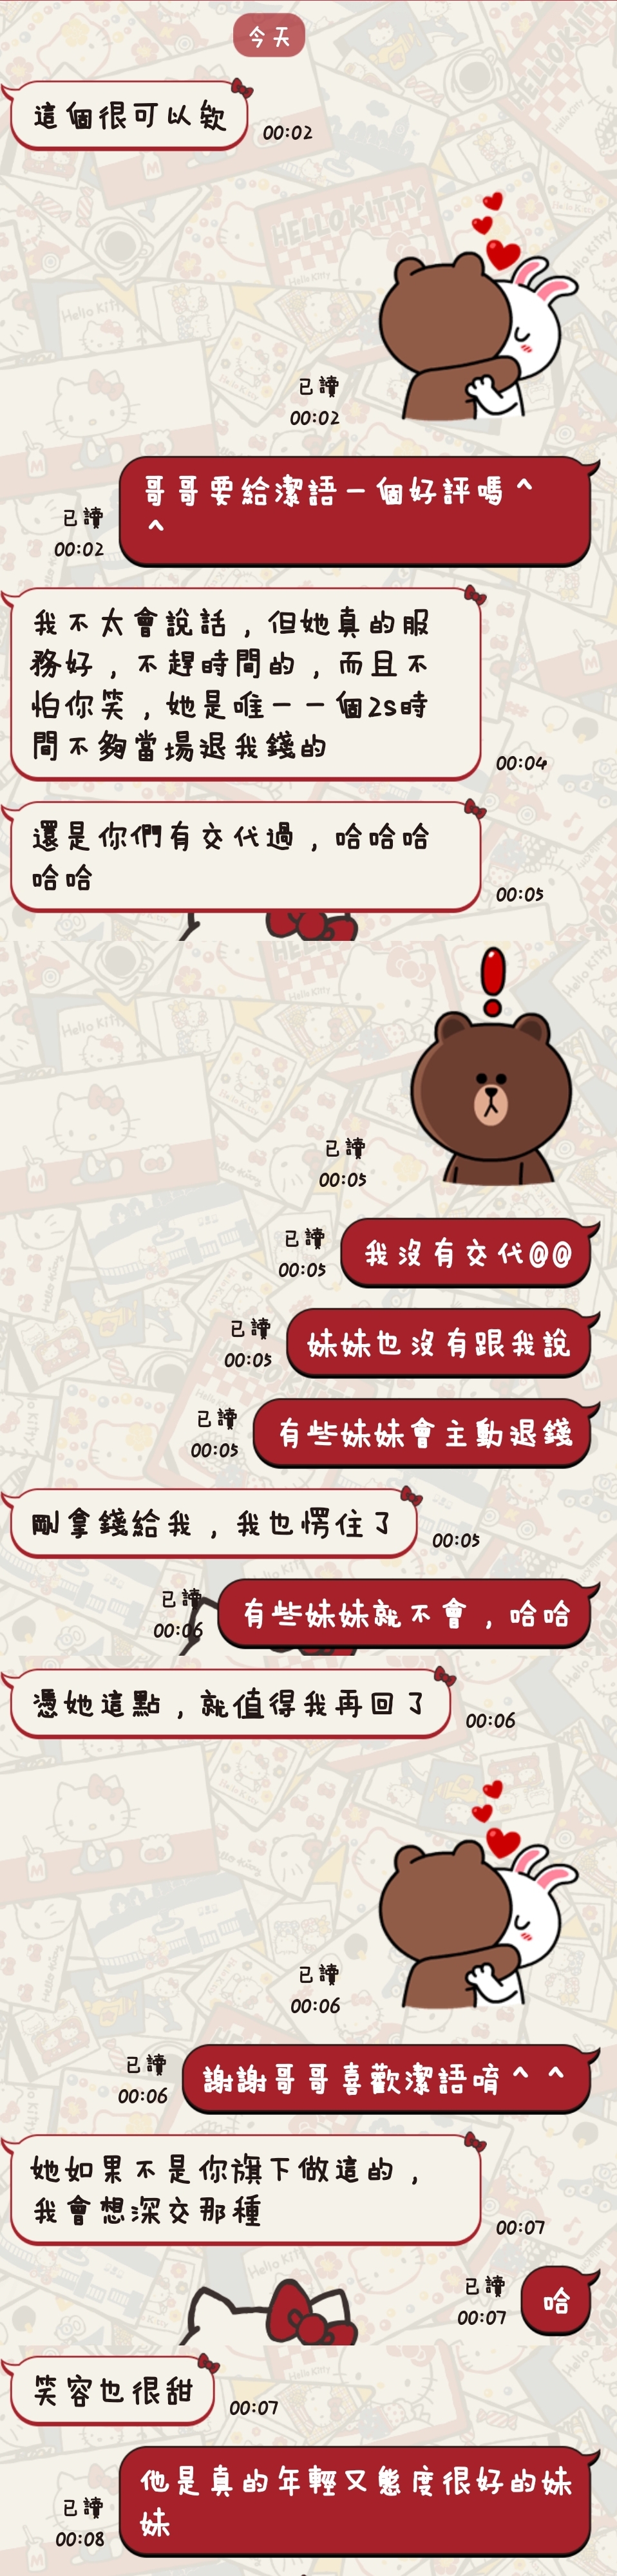 今天
這個很可以欸
00:02
已讀
00:02
哥哥要給潔語一個好評嗎^
^
已讀
00:02
我不太會說話，但她真的服
務好，不趕時間的，而且不
怕你笑，她是唯一一個2s時
間不夠當場退我錢的
00:04
還是你們有交代過，哈哈哈
哈哈
00:05
已讀
00:05
已讀
00:05
我沒有交代@@
已讀
00:05
妹妹也沒有跟我說
已讀
00:05
有些妹妹會主動退錢
剛拿錢給我，我也愣住了
00:05
已讀
00:06
有些妹妹就不會，哈哈
憑她這點，就值得我再回了
00:06
已讀
00:06
已讀
00:06
謝謝哥哥喜歡潔語唷^^
她如果不是你旗下做這的，
我會想深交那種
00:07
已讀
00:07
哈
笑容也很甜
00:07
他是真的年輕又態度很好的妹
妹
已讀
00:08